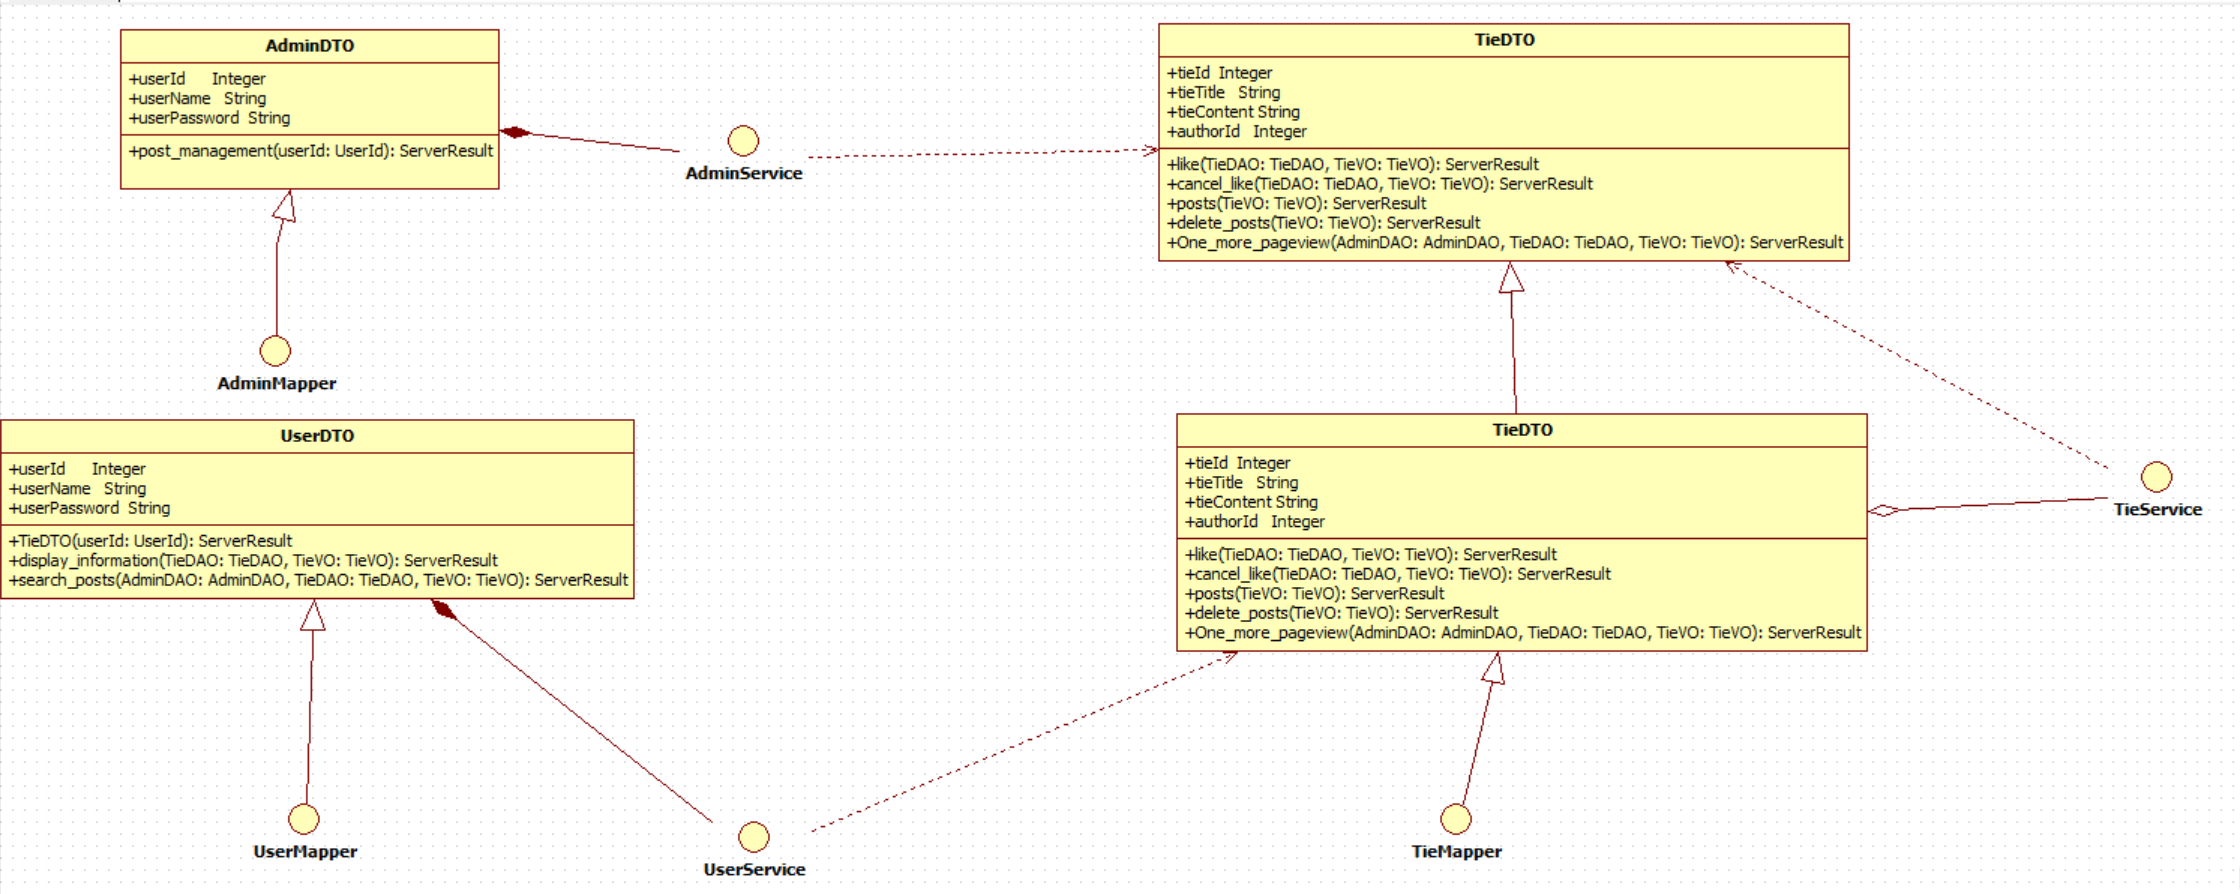 AdminDTO
+userId Integer
+userName String
+userPassword String
+post_management(userId: UserId): ServerResult
AdminService
AdminMapper
TieDTO
+tieId Integer
+tieTitle String
+tieContent String
+authorId Integer
+like(TieDAO: TieDAO, TieVO: TieVO): ServerResult
+cancel_like(TieDAO: TieDAO, TieVO: TieVO): ServerResult
+posts(TieVO: TieVO): ServerResult
+delete_posts(TieVO: TieVO): ServerResult
+One_more_pageview(AdminDAO: AdminDAO, TieDAO: TieDAO, TieVO: TieVO): ServerResult
UserDTO
+userId Integer
+userName String
+userPassword String
+TieDTO(userId: UserId): ServerResult
+display_information(TieDAO: TieDAO, TieVO: TieVO): ServerResult
+search_posts(AdminDAO: AdminDAO, TieDAO: TieDAO, TieVO: TieVO): ServerResult
TieDTO
+tieId Integer
+tieTitle String
+tieContent String
+authorId Integer
+like(TieDAO: TieDAO, TieVO: TieVO): ServerResult
+cancel_like(TieDAO: TieDAO, TieVO: TieVO): ServerResult
+posts(TieVO: TieVO): ServerResult
+delete_posts(TieVO: TieVO): ServerResult
+One_more_pageview(AdminDAO: AdminDAO, TieDAO: TieDAO, TieVO: TieVO): ServerResult
TieService
UserMapper
UserService
TieMapper